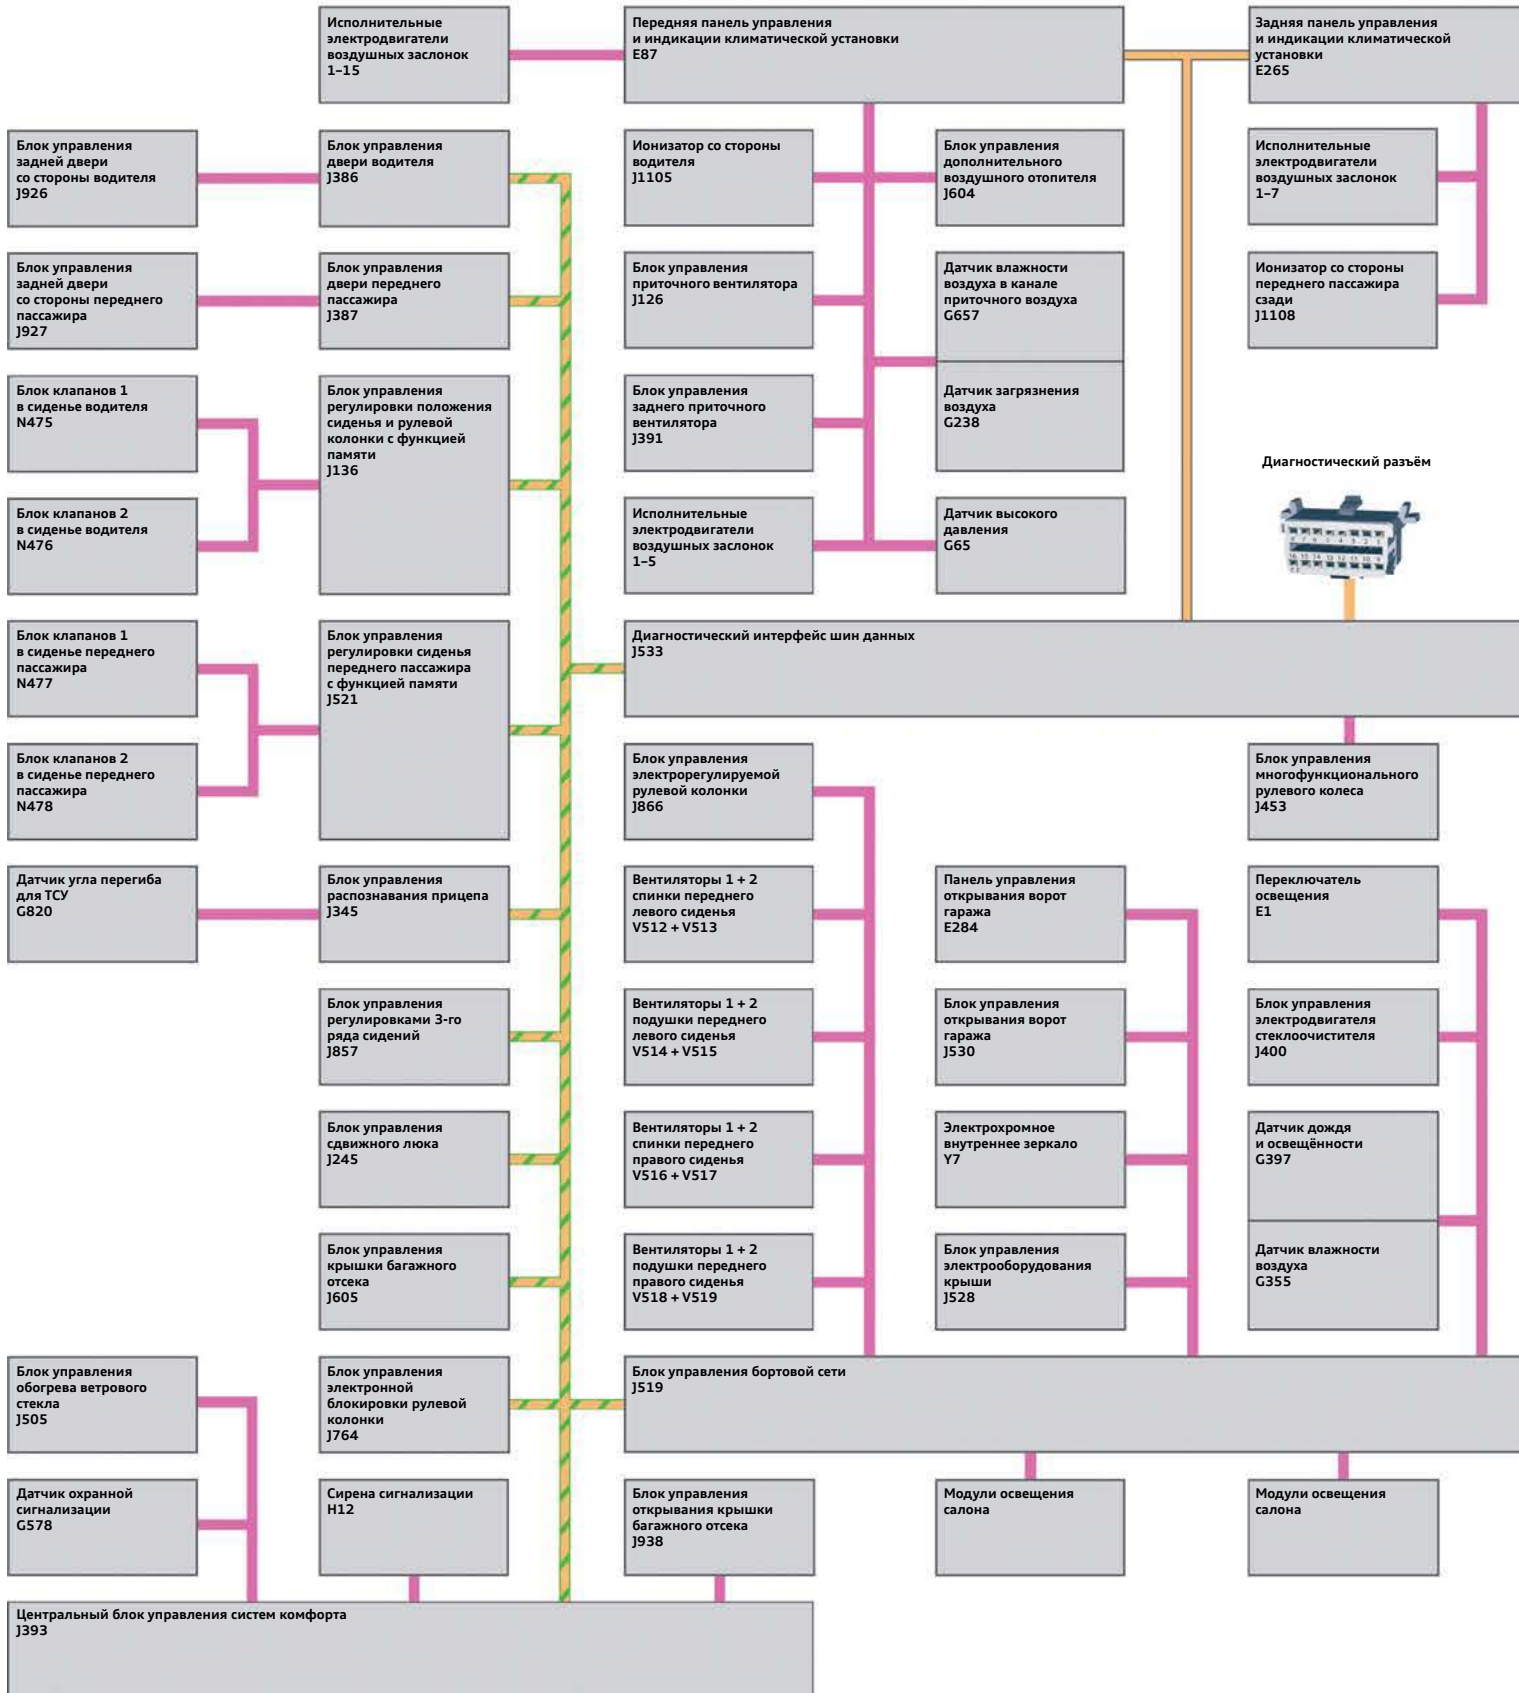 Исполнительные
электродвигатели
воздушных заслонок
1–15
Передняя панель управления
и индикации климатической установки
E87
Задняя панель управления
и индикации климатической
установки
E265
Блок управления
задней двери
со стороны водителя
J926
Блок управления
двери водителя
J386
Ионизатор со стороны
водителя
J1105
Блок управления
дополнительного
воздушного отопителя
J604
Исполнительные
электродвигатели
воздушных заслонок
1–7
Блок управления
задней двери
со стороны переднего
пассажира
J927
Блок управления
двери переднего
пассажира
J387
Блок управления
приточного вентилятора
J126
Датчик влажности
воздуха в канале
приточного воздуха
G657
Ионизатор со стороны
переднего пассажира
сзади
J1108
Блок клапанов 1
в сиденье водителя
N475
Блок управления
регулировки положения
сиденья и рулевой
колонки с функцией
памяти
J136
Блок управления
заднего приточного
вентилятора
J391
Датчик загрязнения
воздуха
G238
Диагностический разъём
Блок клапанов 2
в сиденье водителя
N476
Исполнительные
электродвигатели
воздушных заслонок
1–5
Датчик высокого
давления
G65
Блок клапанов 1
в сиденье переднего
пассажира
N477
Блок управления
регулировки сиденья
переднего пассажира
с функцией памяти
J521
Диагностический интерфейс шин данных
J533
Блок клапанов 2
в сиденье переднего
пассажира
N478
Блок управления
электрорегулируемой
рулевой колонки
J866
Блок управления
многофункционального
рулевого колеса
J453
Датчик угла перегиба
для ТСУ
G820
Блок управления
распознавания прицепа
J345
Вентиляторы 1 + 2
спинки переднего
левого сиденья
V512 + V513
Панель управления
открывания ворот
гаража
E284
Переключатель
освещения
E1
Блок управления
регулировками 3-го
ряда сидений
J857
Вентиляторы 1 + 2
подушки переднего
левого сиденья
V514 + V515
Блок управления
открывания ворот
гаража
J530
Блок управления
электродвигателя
стеклоочистителя
J400
Блок управления
сдвижного люка
J245
Вентиляторы 1 + 2
спинки переднего
правого сиденья
V516 + V517
Электрохромное
внутреннее зеркало
Y7
Датчик дождя
и освещённости
G397
Блок управления
крышки багажного
отсека
J605
Вентиляторы 1 + 2
подушки переднего
правого сиденья
V518 + V519
Блок управления
электрооборудования
крыши
J528
Датчик влажности
воздуха
G355
Блок управления
обогрева ветрового
стекла
J505
Блок управления
электронной
блокировки рулевой
колонки
J764
Блок управления бортовой сети
J519
Датчик охранной
сигнализации
G578
Сирена сигнализации
H12
Блок управления
открывания крышки
багажного отсека
J938
Модули освещения
салона
Модули освещения
салона
Центральный блок управления систем комфорта
J393